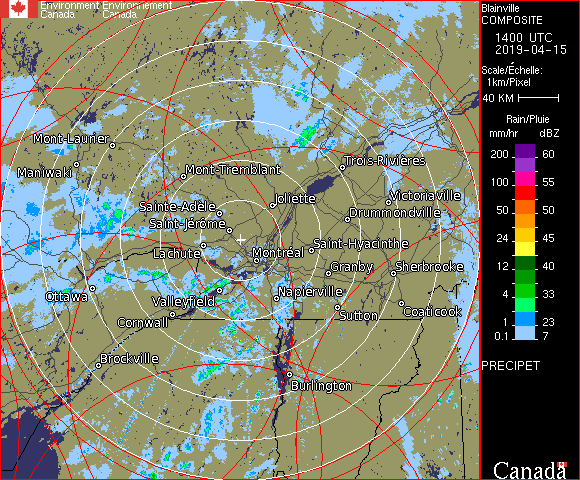 Environment Environnement
Canada Canada
Blainville
COMPOSITE
1400 UTC
2019-04-15
Scale/Échelle:
1km/Pixel
40 KM
Rain/Pluie
mm/hr dBZ
200 60
100 55
50 50
24 45
12 40
4 33
1 23
0.1 7
PRECIPET
Canada
Mont-Laurier
Maniwaki
Mont-Tremblant
Trois-Rivières
Sainte-Adèle
Joliette
Victoriaville
Saint-Jérôme
Drummondville
Lachute
Montréal
Saint-Hyacinthe
Granby
Sherbrooke
Ottawa
Valleyfield
Napierville
Cornwall
Sutton
Coaticook
Brockville
Burlington